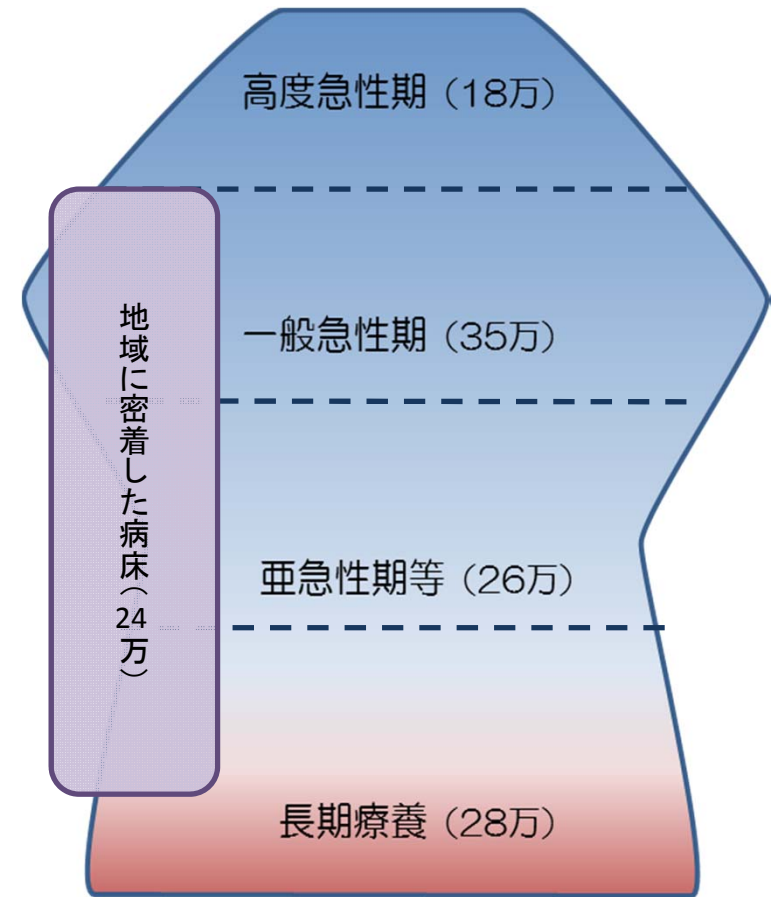 高度急性期（18万）
一般急性期（35万）
地域に密着した病床（24万）
亜急性期等（26万）
長期療養（28万）